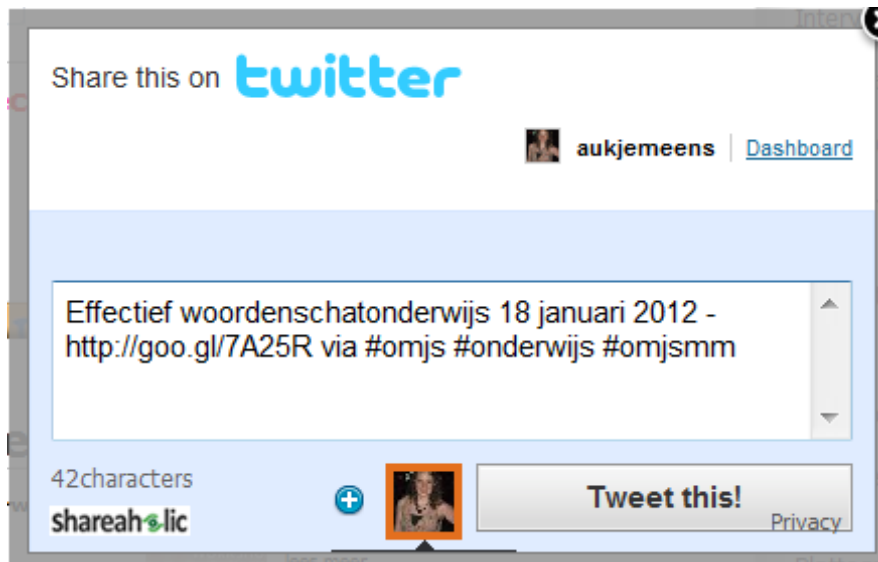 Interv
Share this on twitter
aukjemeens Dashboard
Effectief woordenschatonderwijs 18 januari 2012 -
http://goo.gl/7A25R via #omjs #onderwijs #omjsmm
42characters
shareaholic
Tweet this!
Privacy